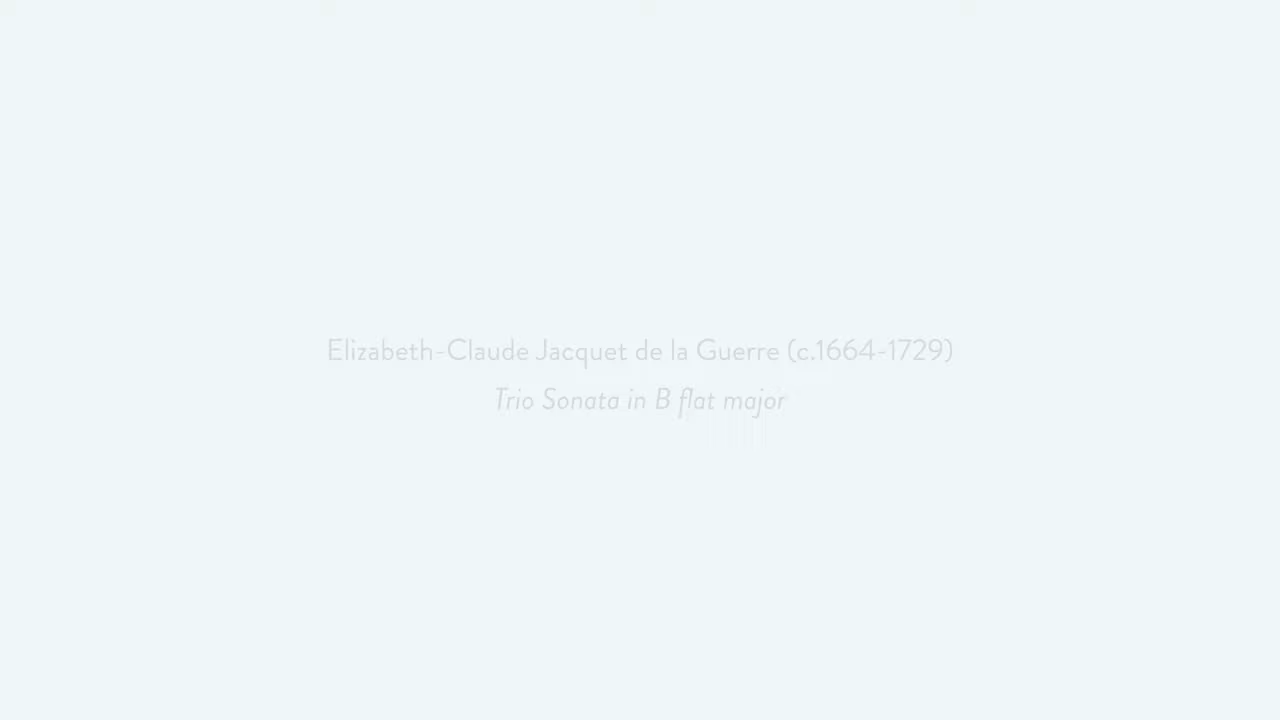 Elizabeth-Claude Jacquet de la Guerre (c.1664-1729)
Trio Sonata in B flat major